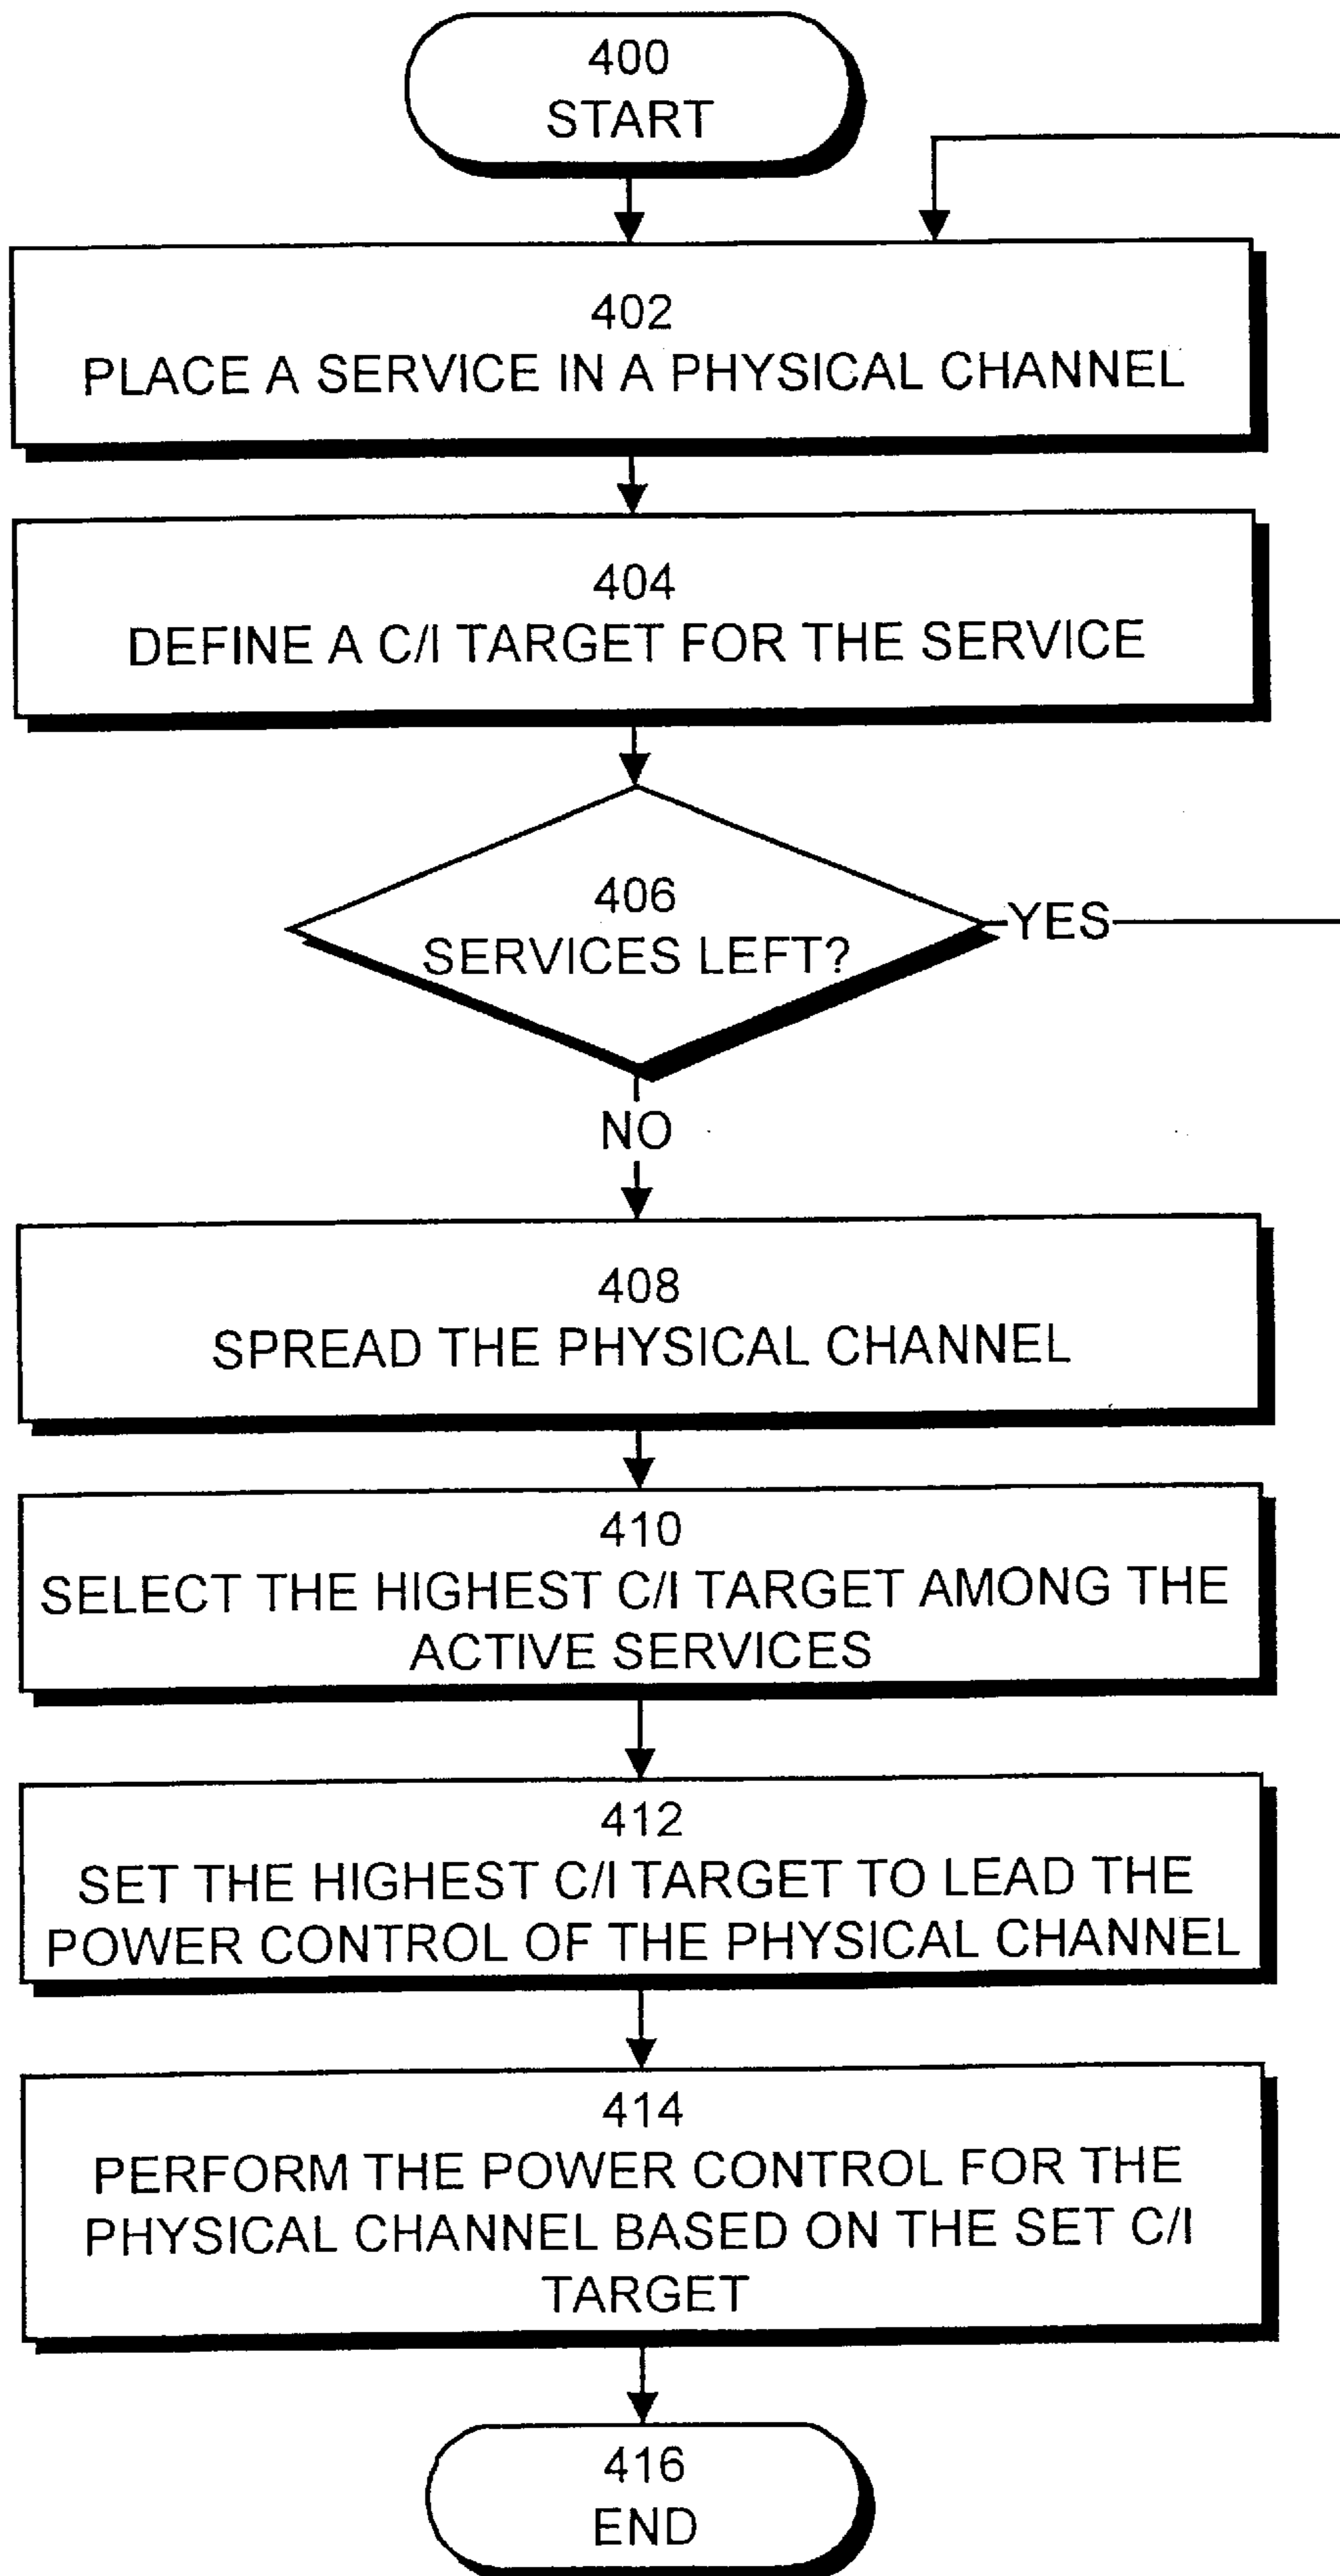 400
START
402
PLACE A SERVICE IN A PHYSICAL CHANNEL
404
DEFINE A C/I TARGET FOR THE SERVICE
406
SERVICES LEFT?
YES
NO
408
SPREAD THE PHYSICAL CHANNEL
410
SELECT THE HIGHEST C/I TARGET AMONG THE
ACTIVE SERVICES
412
SET THE HIGHEST C/I TARGET TO LEAD THE
POWER CONTROL OF THE PHYSICAL CHANNEL
414
PERFORM THE POWER CONTROL FOR THE
PHYSICAL CHANNEL BASED ON THE SET C/I
TARGET
416
END